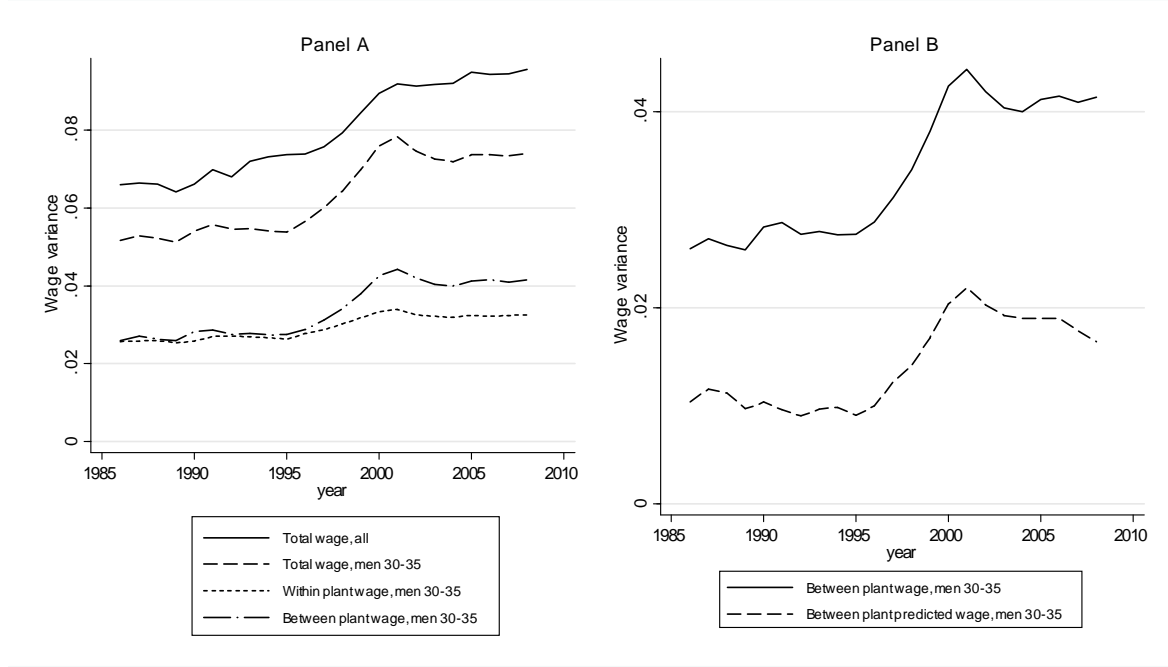 Panel A
Wage variance
.08
.06
.04
.02
0
1985 1990 1995 2000 2005 2010
year
Total wage, all
Total wage, men 30-35
Within plant wage, men 30-35
Between plant wage, men 30-35
Panel B
Wage variance
.04
.02
0
1985 1990 1995 2000 2005 2010
year
Between plant wage, men 30-35
Between plant predicted wage, men 30-35